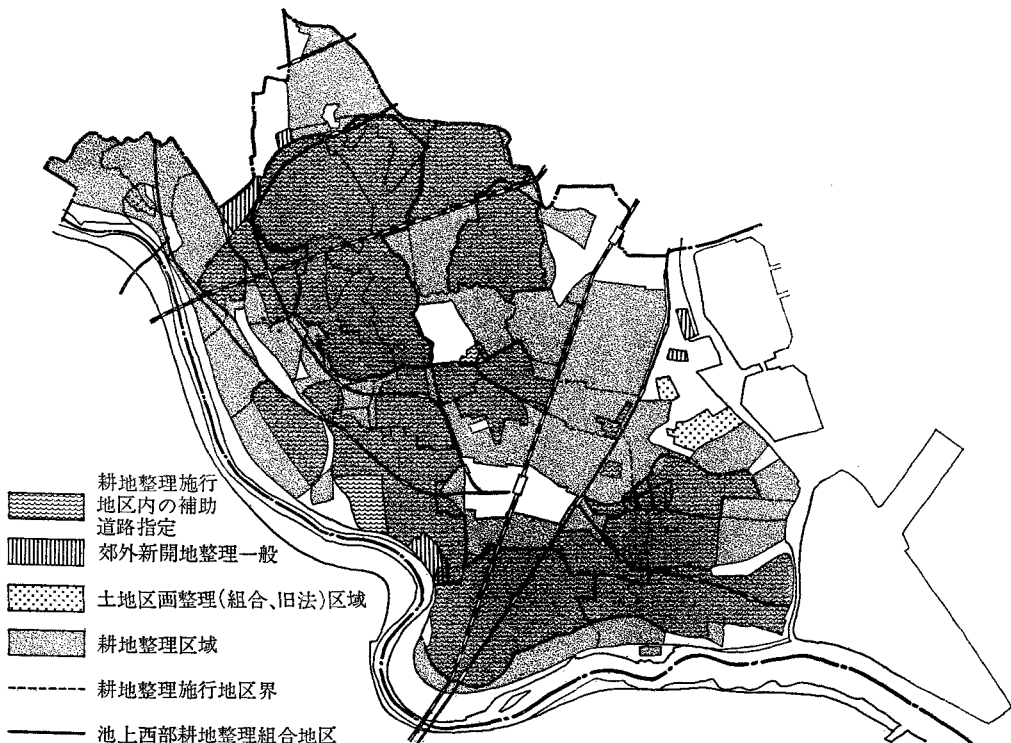 耕地整理施行
地区内の補助
道路指定
郊外新開地整理一般
土地区画整理(組合、旧法)区域
耕地整理区域
耕地整理施行地区界
池上西部耕地整理組合地区